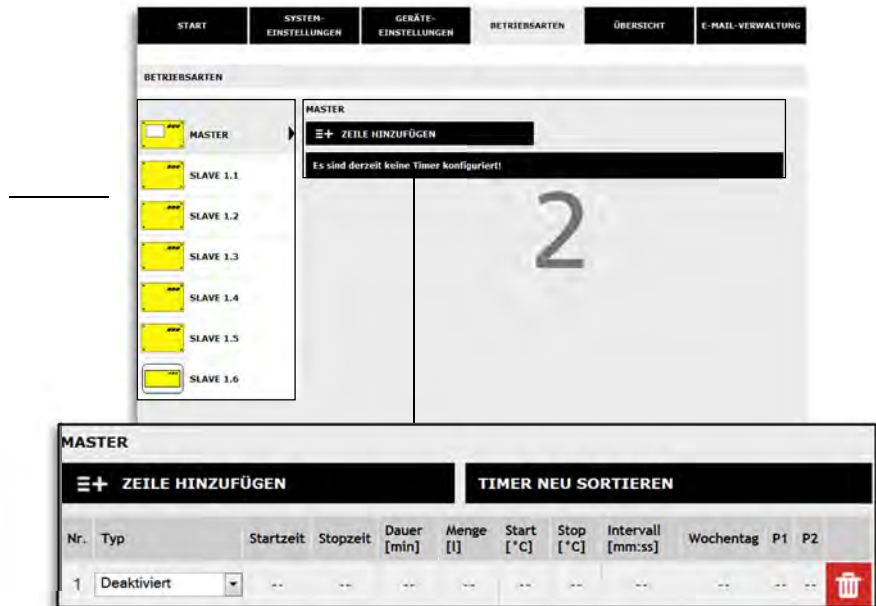 START SYSTEM-EINSTELLUNGEN GERÄTE-EINSTELLUNGEN BETRIEBSARTEN ÜBERSICHT E-MAIL-VERWALTUNG
BETRIEBSARTEN
MASTER
SLAVE 1.1
SLAVE 1.2
SLAVE 1.3
SLAVE 1.4
SLAVE 1.5
SLAVE 1.6
MASTER
ZEILE HINZUFÜGEN
Es sind derzeit keine Timer konfiguriert!
2
MASTER
ZEILE HINZUFÜGEN TIMER NEU SORTIEREN
Nr. Typ Startzeit Stopzeit Dauer [min] Menge [l] Start [°C] Stop [°C] Intervall [mm:ss] Wochentag P1 P2
1 Deaktiviert -- -- -- -- -- -- -- -- -- --